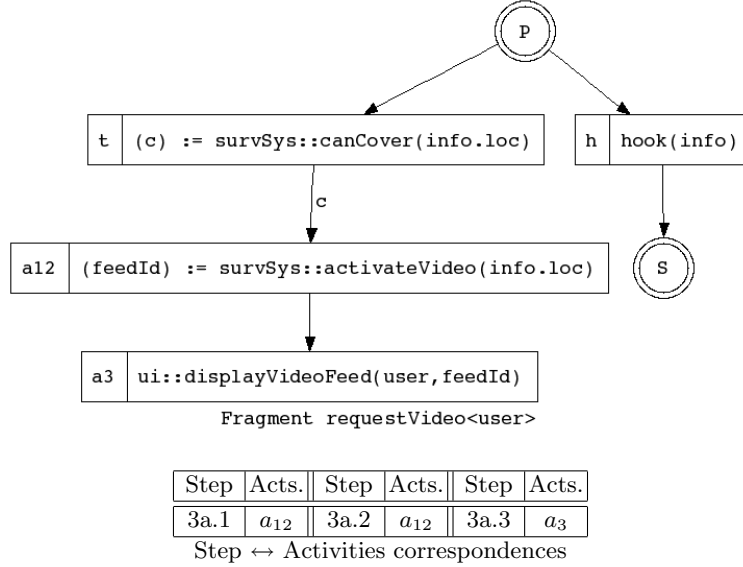 P
t (c) := survSys::canCover(info.loc) h hook(info)
c
a12 (feedId) := survSys::activateVideo(info.loc) S
a3 ui::displayVideoFeed(user,feedId)
Fragment requestVideo<user>
Step Acts. Step Acts. Step Acts.
3a.1 a12 3a.2 a12 3a.3 a3
Step ↔ Activities correspondences